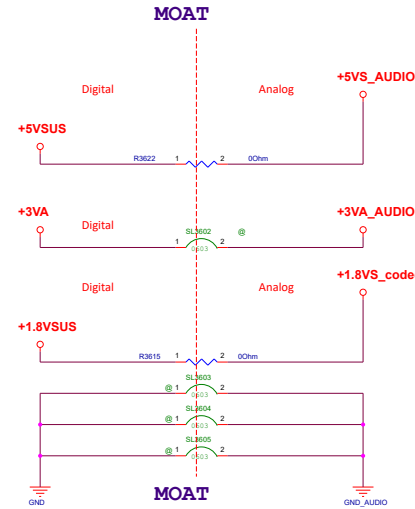 MOAT
+5VS_AUDIO
Digital
Analog
+5VSUS
R3622
1
2
0Ohm
+3VA
Digital
+3VA_AUDIO
SL3602
@
1
2
0603
Digital
Analog
+1.8VS_code
+1.8VSUS
R3615
1
2
0Ohm
SL3603
@ 1
2
0603
SL3604
@ 1
2
0603
SL3605
@ 1
2
0603
MOAT
GND
GND_AUDIO